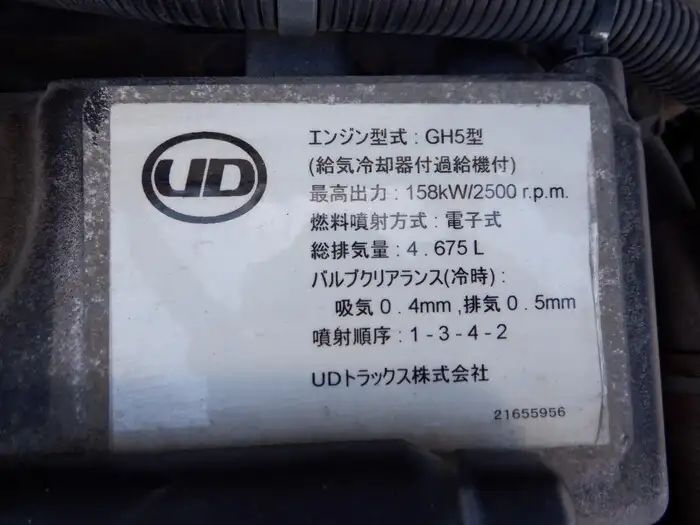 UD
エンジン型式 : GH5型
(給気冷却器付過給機付)
最高出力 : 158kW/2500 r.p.m.
燃料噴射方式 : 電子式
総排気量 : 4.675 L
バルブクリアランス(冷時) :
吸気 0.4mm ,排気 0.5mm
噴射順序 : 1-3-4-2
UDトラックス株式会社
21655956